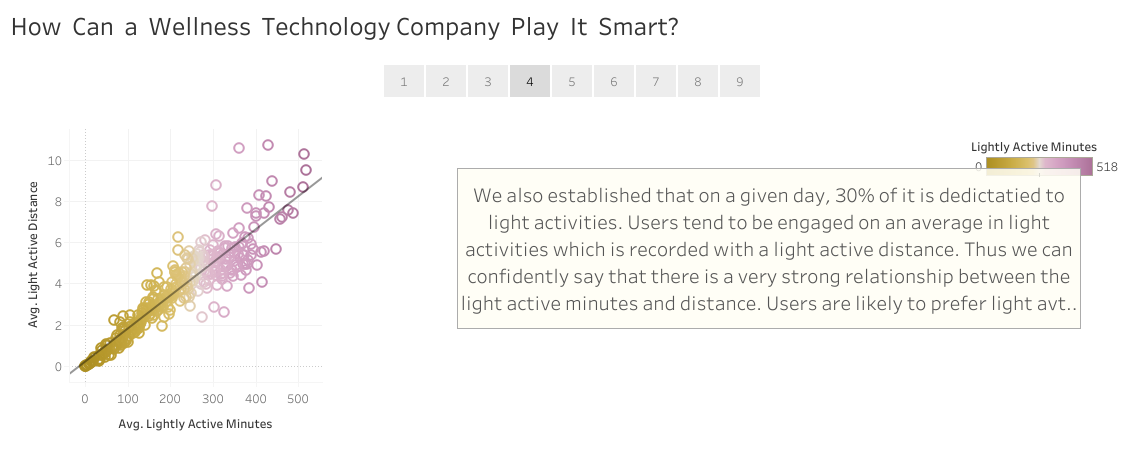 How Can a Wellness Technology Company Play It Smart?
1 2 3 4 5 6 7 8 9
Lightly Active Minutes
0 518
We also established that on a given day, 30% of it is dedictatied to
light activities. Users tend to be engaged on an average in light
activities which is recorded with a light active distance. Thus we can
confidently say that there is a very strong relationship between the
light active minutes and distance. Users are likely to prefer light avt..
Avg. Light Active Distance
10
8
6
4
2
0
0 100 200 300 400 500
Avg. Lightly Active Minutes